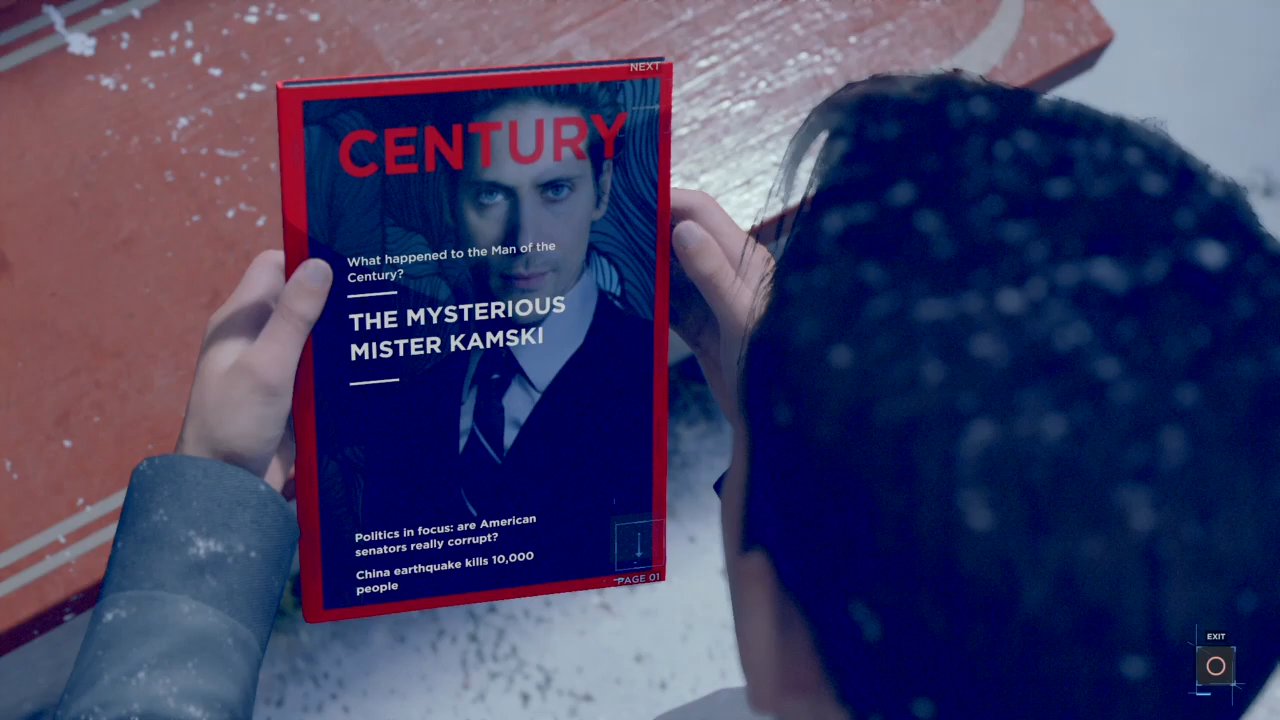 NEXT
CENTURY
What happened to the Man of the
Century?
THE MYSTERIOUS
MISTER KAMSKI
Politics in focus: are American
senators really corrupt?
China earthquake kills 10,000
people
PAGE 01
EXIT